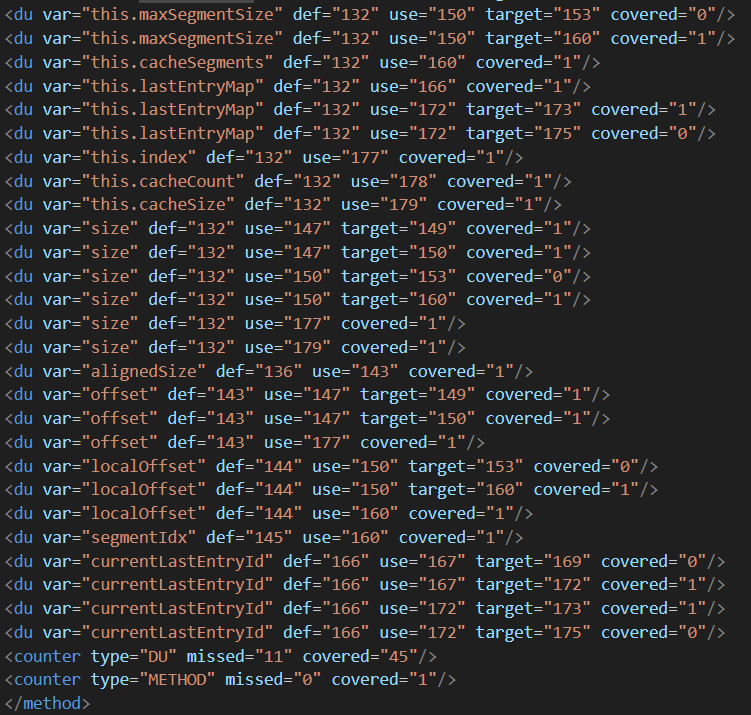 <du var="this.maxSegmentSize" def="132" use="150" target="153" covered="0"/>
<du var="this.maxSegmentSize" def="132" use="150" target="160" covered="1"/>
<du var="this.cacheSegments" def="132" use="160" covered="1"/>
<du var="this.lastEntryMap" def="132" use="166" covered="1"/>
<du var="this.lastEntryMap" def="132" use="172" target="173" covered="1"/>
<du var="this.lastEntryMap" def="132" use="172" target="175" covered="0"/>
<du var="this.index" def="132" use="177" covered="1"/>
<du var="this.cacheCount" def="132" use="178" covered="1"/>
<du var="this.cacheSize" def="132" use="179" covered="1"/>
<du var="size" def="132" use="147" target="149" covered="1"/>
<du var="size" def="132" use="147" target="150" covered="1"/>
<du var="size" def="132" use="150" target="153" covered="0"/>
<du var="size" def="132" use="150" target="160" covered="1"/>
<du var="size" def="132" use="177" covered="1"/>
<du var="size" def="132" use="179" covered="1"/>
<du var="alignedSize" def="136" use="143" covered="1"/>
<du var="offset" def="143" use="147" target="149" covered="1"/>
<du var="offset" def="143" use="147" target="150" covered="1"/>
<du var="offset" def="143" use="177" covered="1"/>
<du var="localOffset" def="144" use="150" target="153" covered="0"/>
<du var="localOffset" def="144" use="150" target="160" covered="1"/>
<du var="localOffset" def="144" use="160" covered="1"/>
<du var="segmentIdx" def="145" use="160" covered="1"/>
<du var="currentLastEntryId" def="166" use="167" target="169" covered="0"/>
<du var="currentLastEntryId" def="166" use="167" target="172" covered="1"/>
<du var="currentLastEntryId" def="166" use="172" target="173" covered="1"/>
<du var="currentLastEntryId" def="166" use="172" target="175" covered="0"/>
<counter type="DU" missed="11" covered="45"/>
<counter type="METHOD" missed="0" covered="1"/>
</method>